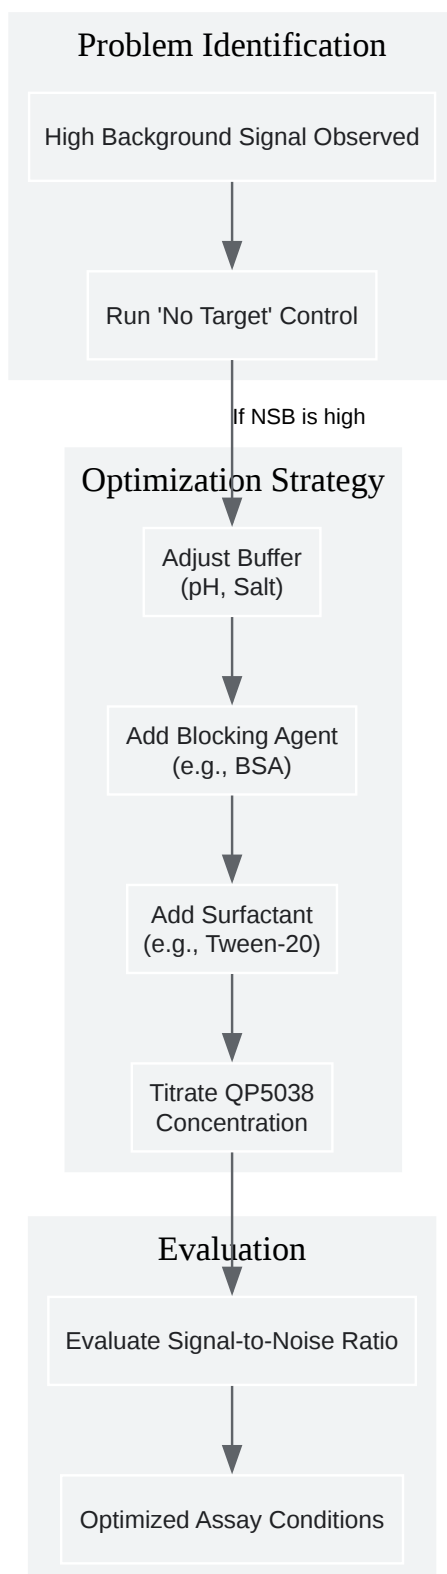 Problem Identification
High Background Signal Observed
Run 'No Target' Control
If NSB is high
Optimization Strategy
Adjust Buffer
(pH, Salt)
Add Blocking Agent
(e.g., BSA)
Add Surfactant
(e.g., Tween-20)
Titrate QP5038
Concentration
Evaluation
Evaluate Signal-to-Noise Ratio
Optimized Assay Conditions